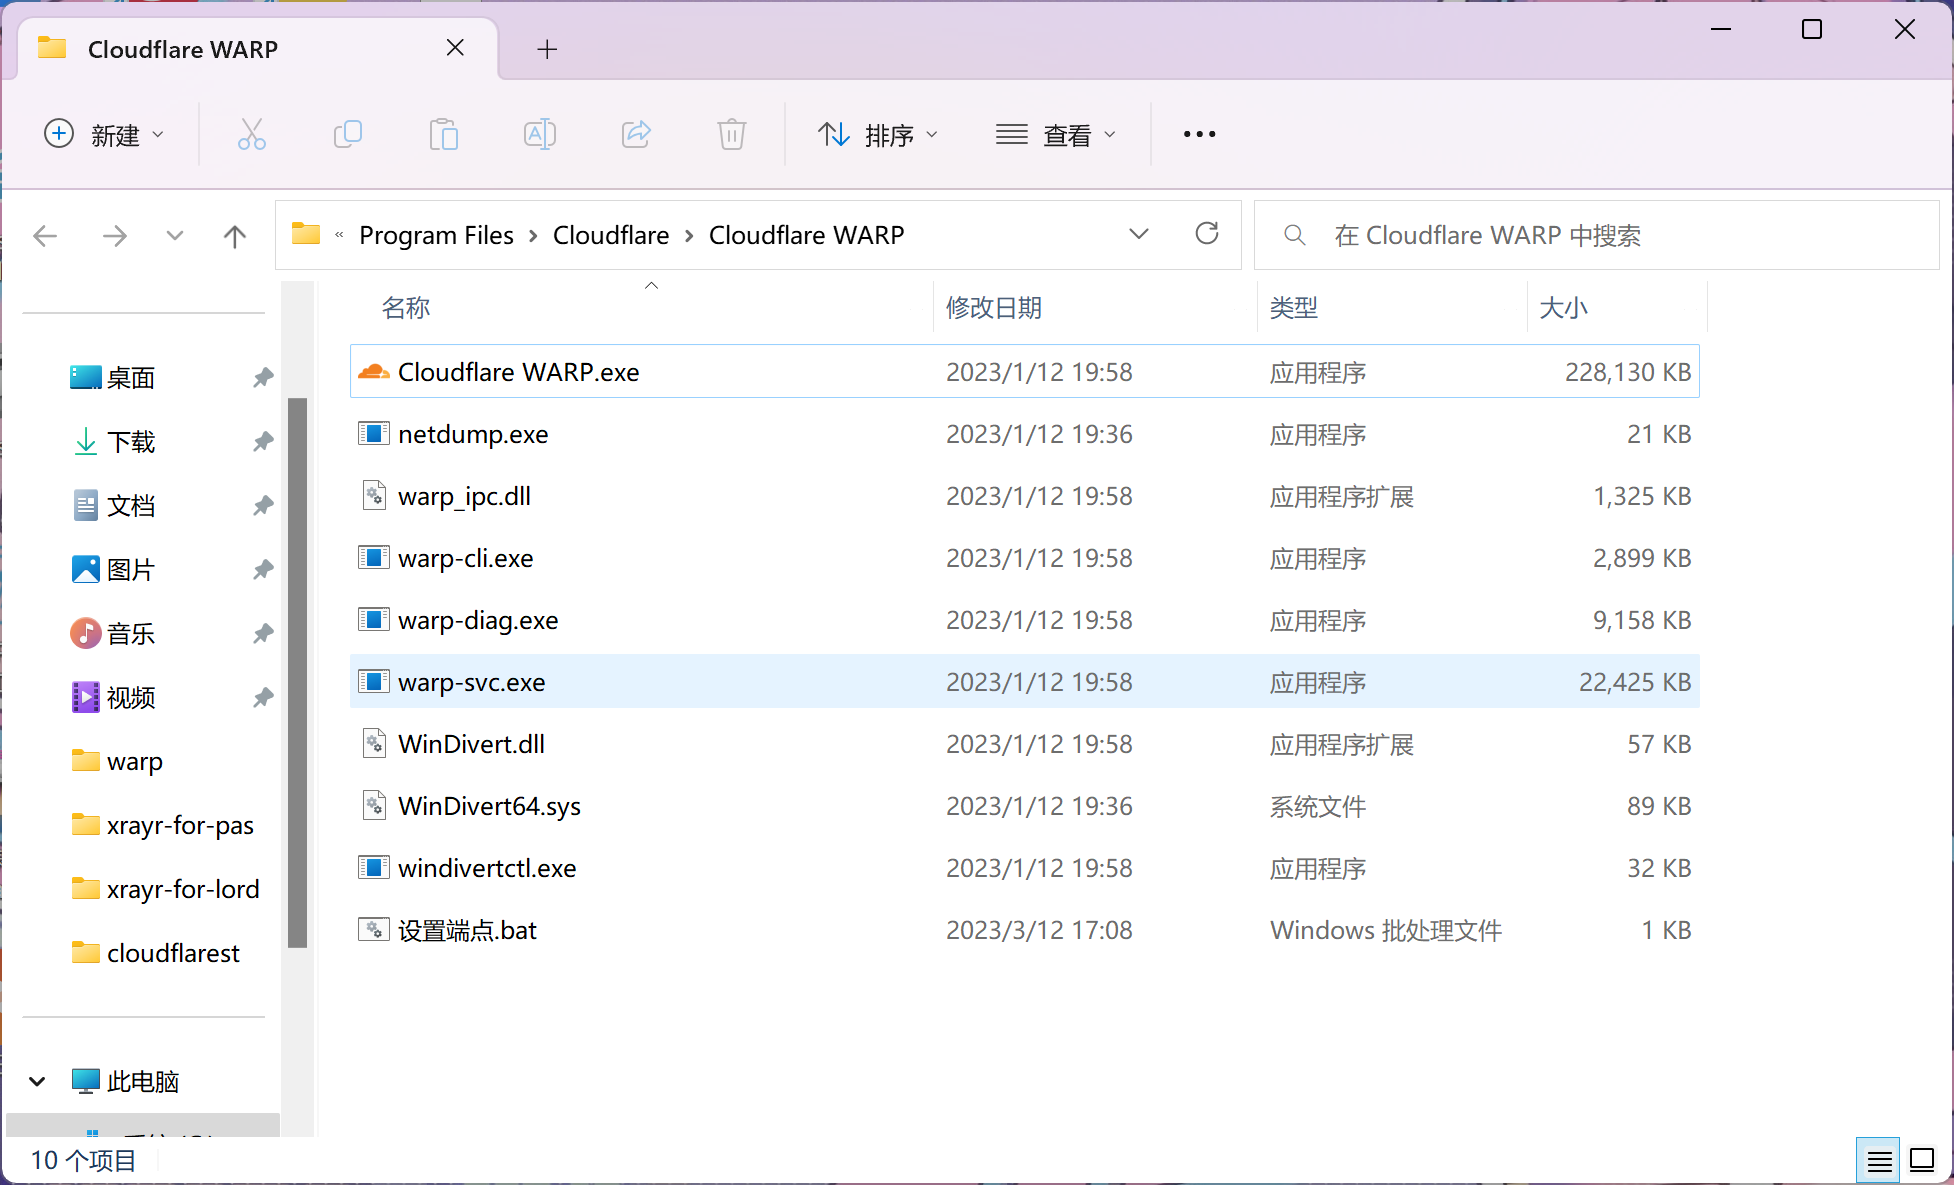 Cloudflare WARP
新建
排序
查看
« Program Files › Cloudflare › Cloudflare WARP
在 Cloudflare WARP 中搜索
名称 修改日期 类型 大小
Cloudflare WARP.exe 2023/1/12 19:58 应用程序 228,130 KB
netdump.exe 2023/1/12 19:36 应用程序 21 KB
warp_ipc.dll 2023/1/12 19:58 应用程序扩展 1,325 KB
warp-cli.exe 2023/1/12 19:58 应用程序 2,899 KB
warp-diag.exe 2023/1/12 19:58 应用程序 9,158 KB
warp-svc.exe 2023/1/12 19:58 应用程序 22,425 KB
WinDivert.dll 2023/1/12 19:58 应用程序扩展 57 KB
WinDivert64.sys 2023/1/12 19:36 系统文件 89 KB
windivertctl.exe 2023/1/12 19:58 应用程序 32 KB
设置端点.bat 2023/3/12 17:08 Windows 批处理文件 1 KB
桌面
下载
文档
图片
音乐
视频
warp
xrayr-for-pas
xrayr-for-lord
cloudflarest
此电脑
10 个项目